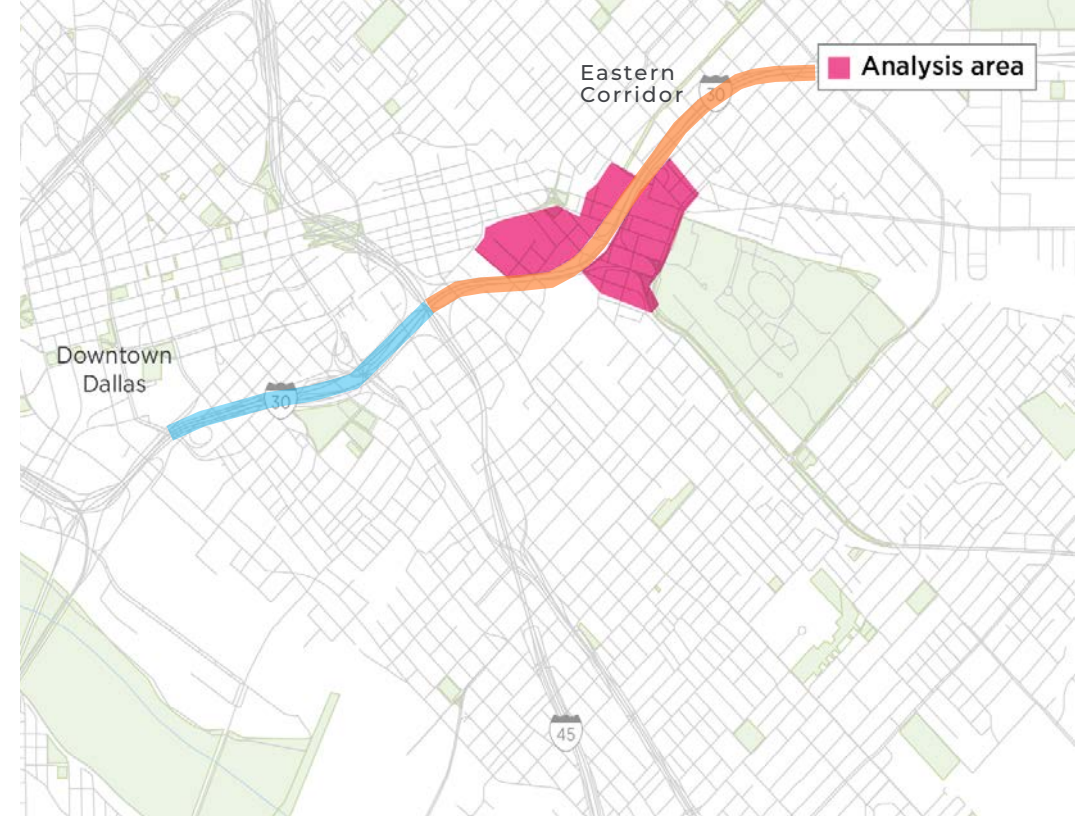 Eastern
Corridor
30
Analysis area
Downtown
Dallas
30
45